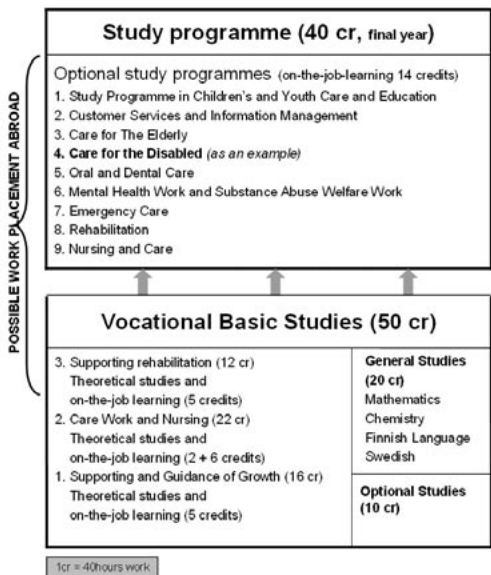 Study programme (40 cr, final year)
Optional study programmes (on-the-job-learning 14 credits)
1. Study Programme in Children's and Youth Care and Education
2. Customer Services and Information Management
3. Care for The Elderly
4. Care for the Disabled (as an example)
5. Oral and Dental Care
6. Mental Health Work and Substance Abuse Welfare Work
7. Emergency Care
8. Rehabilitation
9. Nursing and Care
POSSIBLE WORK PLACEMENT ABROAD
Vocational Basic Studies (50 cr)
3. Supporting rehabilitation (12 cr)
Theoretical studies and
on-the-job learning (5 credits)
2. Care Work and Nursing (22 cr)
Theoretical studies and
on-the-job learning (2 + 6 credits)
1. Supporting and Guidance of Growth (16 cr)
Theoretical studies and
on-the-job learning (5 credits)
General Studies
(20 cr)
Mathematics
Chemistry
Finnish Language
Swedish
Optional Studies
(10 cr)
1cr = 40hours work